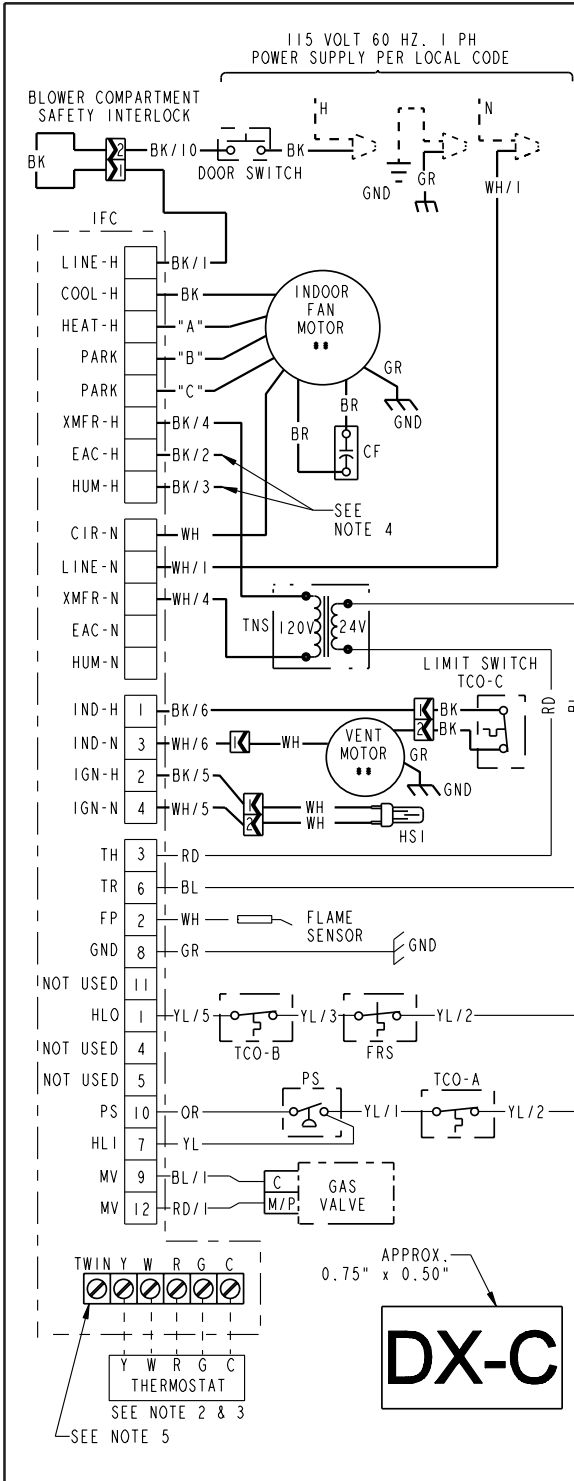 115 VOLT 60 HZ. 1 PH
POWER SUPPLY PER LOCAL CODE
BLOWER COMPARTMENT
SAFETY INTERLOCK
H
N
BK
2
1
BK/10
BK
DOOR SWITCH
GND
GR
WH/1
IFC
LINE-H
BK/1
COOL-H
BK
HEAT-H
"A"
PARK
"B"
PARK
"C"
XMFR-H
BK/4
EAC-H
BK/2
HUM-H
BK/3
INDOOR
FAN
MOTOR
**
GR
GND
BR
BR
CF
SEE
NOTE 4
CIR-N
WH
LINE-N
WH/1
XMFR-N
WH/4
EAC-N
HUM-N
TNS
120V
24V
LIMIT SWITCH
TCO-C
RD
IND-H
1
BK/6
1
BK
2
BK
IND-N
3
WH/6
1
WH
VENT
MOTOR
**
GR
GND
IGN-H
2
BK/5
1
WH
IGN-N
4
WH/5
2
WH
HSI
TH
3
RD
TR
6
BL
FP
2
WH
FLAME
SENSOR
GND
8
GR
GND
NOT USED
11
HLO
1
YL/5
YL/3
YL/2
TCO-B
FRS
NOT USED
4
NOT USED
5
PS
TCO-A
PS
10
OR
YL/1
YL/2
HLI
7
YL
MV
9
BL/1
C
GAS
MV
12
RD/1
M/P
VALVE
TWIN Y W R G C
APPROX.
0.75" x 0.50"
DX-C
Y W R G C
THERMOSTAT
SEE NOTE 2 & 3
SEE NOTE 5